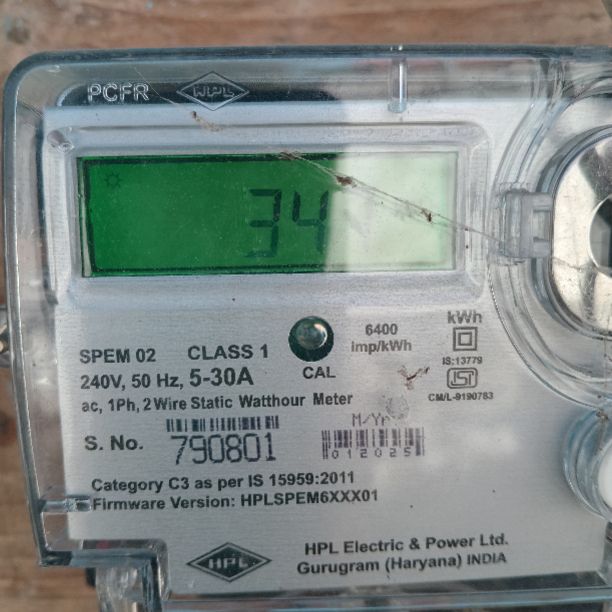 PCFR HPL
34
SPEM 02 CLASS 1
240V, 50 Hz, 5-30A
ac, 1Ph, 2 Wire Static Watthour Meter
CAL
6400
imp/kWh
kWh
IS:13779
ISI
CM/L-9190783
S. No. 790801
M/Yr
012025
Category C3 as per IS 15959:2011
Firmware Version: HPLSPEM6XXX01
HPL
HPL Electric & Power Ltd.
Gurugram (Haryana) INDIA